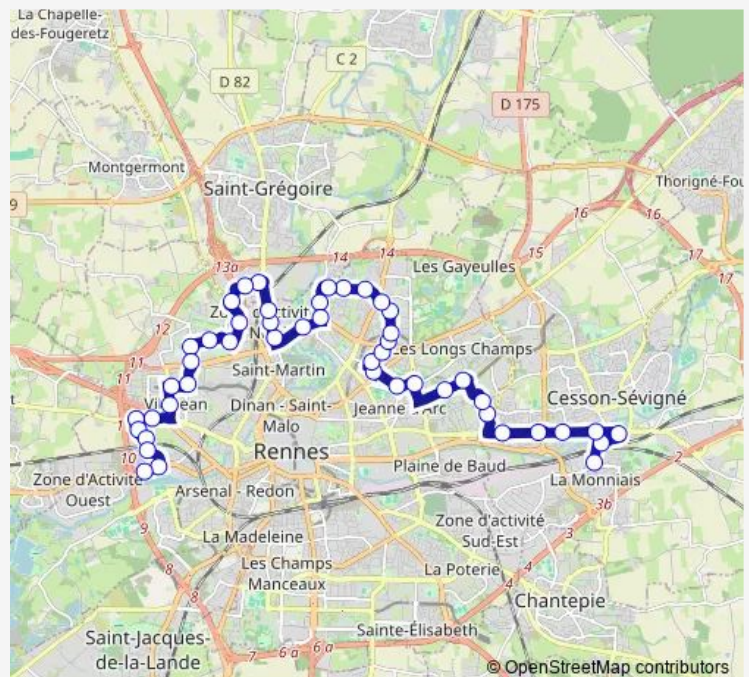 La Chapelle-
des-Fougeretz
C 2
D 82
D 175
Montgermont
Saint-Grégoire
Thorigné-Fou
9
16
16
15
14
14
13a
17
17
Les Gayeulles
12
11
11
Les Longs Champs
Saint-Martin
Cesson-Sévigné
Dinan - Saint-
Malo
Jeanne d'Arc
Rennes
Plaine de Baud
10
Zone d'Activité
Ouest
Arsenal - Redon
La Monniais
2
3b
9
Zone d'activité
Sud-Est
3
La Madeleine
Les Champs
Manceaux
La Poterie
4
4
8
8
Chantepie
Sainte-Élisabeth
Saint-Jacques-
de-la-Lande
7
6a
6a
© OpenStreetMap contributors